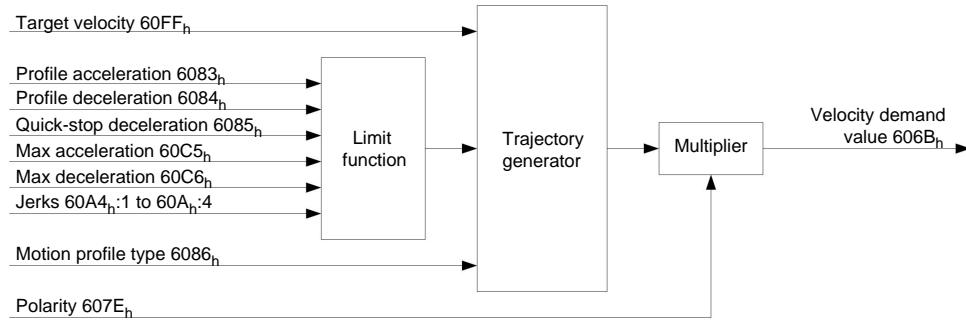 Target velocity 60FFh
Profile acceleration 6083h
Profile deceleration 6084h
Quick-stop deceleration 6085h
Max acceleration 60C5h
Max deceleration 60C6h
Jerks 60A4h:1 to 60Ah:4
Motion profile type 6086h
Polarity 607Eh
Limit
function
Trajectory
generator
Multiplier
Velocity demand
value 606Bh